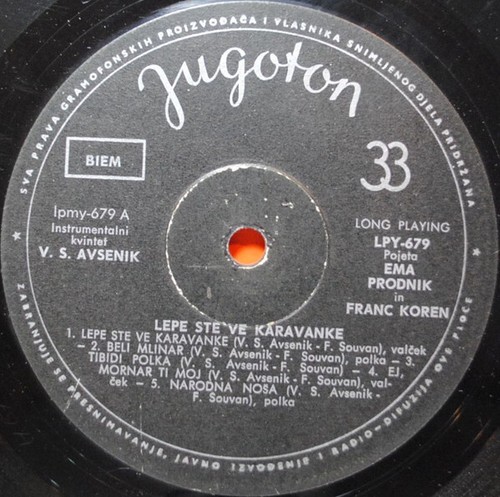 SVA PRAVA GRAMOFONSKIH PROIZVOĐAČA I VLASNIKA SNIMLJENOG DJELA PRIDRŽANA
Jugoton
BIEM
33
lpmy-679 A
Instrumentalni
kvintet
V. S. AVSENIK
LONG PLAYING
LPY-679
Pojeta
EMA
PRODNIK
in
FRANC KOREN
LEPE STE VE KARAVANKE
1. LEPE STE VE KARAVANKE (V. S. Avsenik - F. Souvan), valček
- 2. BELI MLINAR (V. S. Avsenik - F. Souvan), polka - 3.
TIBIDI POLKA (V. S. Avsenik - F. Souvan) - 4. EJ,
MORNAR TI MOJ (V. S. Avsenik - F. Souvan), val-
ček - 5. NARODNA NOŠA (V. S. Avsenik -
F. Souvan), polka
ZABRANJUJE SE PRESNIMAVANJE, JAVNO IZVOĐENJE I RADIO-DIFUZIJA OVE PLOČE